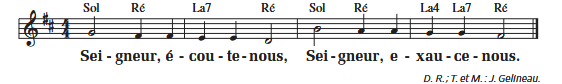 Sol Ré La7 Ré Sol Ré La4 La7 Ré
Sei - gneur, é - cou - te - nous, Sei - gneur, e - xau - ce - nous.
D. R. ; T. et M. : J. Gelineau.